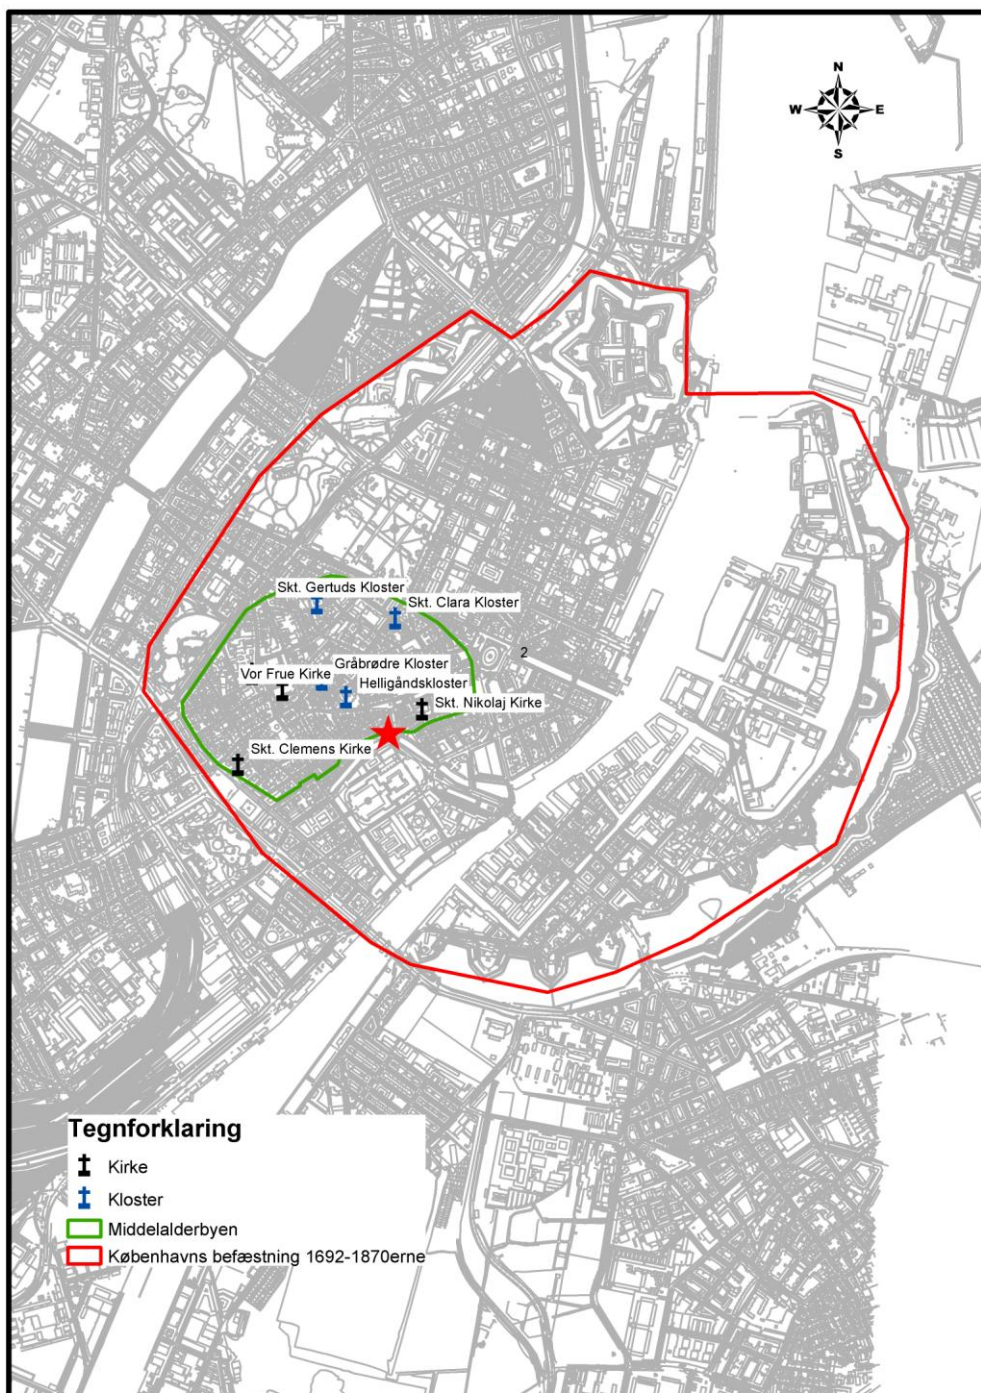 N
W E
S
Skt. Gertuds Kloster
Skt. Clara Kloster
2
Gråbrødre Kloster
Vor Frue Kirke
Helligåndskloster
Skt. Nikolaj Kirke
Skt. Clemens Kirke
Tegnforklaring
Kirke
Kloster
Middelalderbyen
Københavns befæstning 1692-1870erne